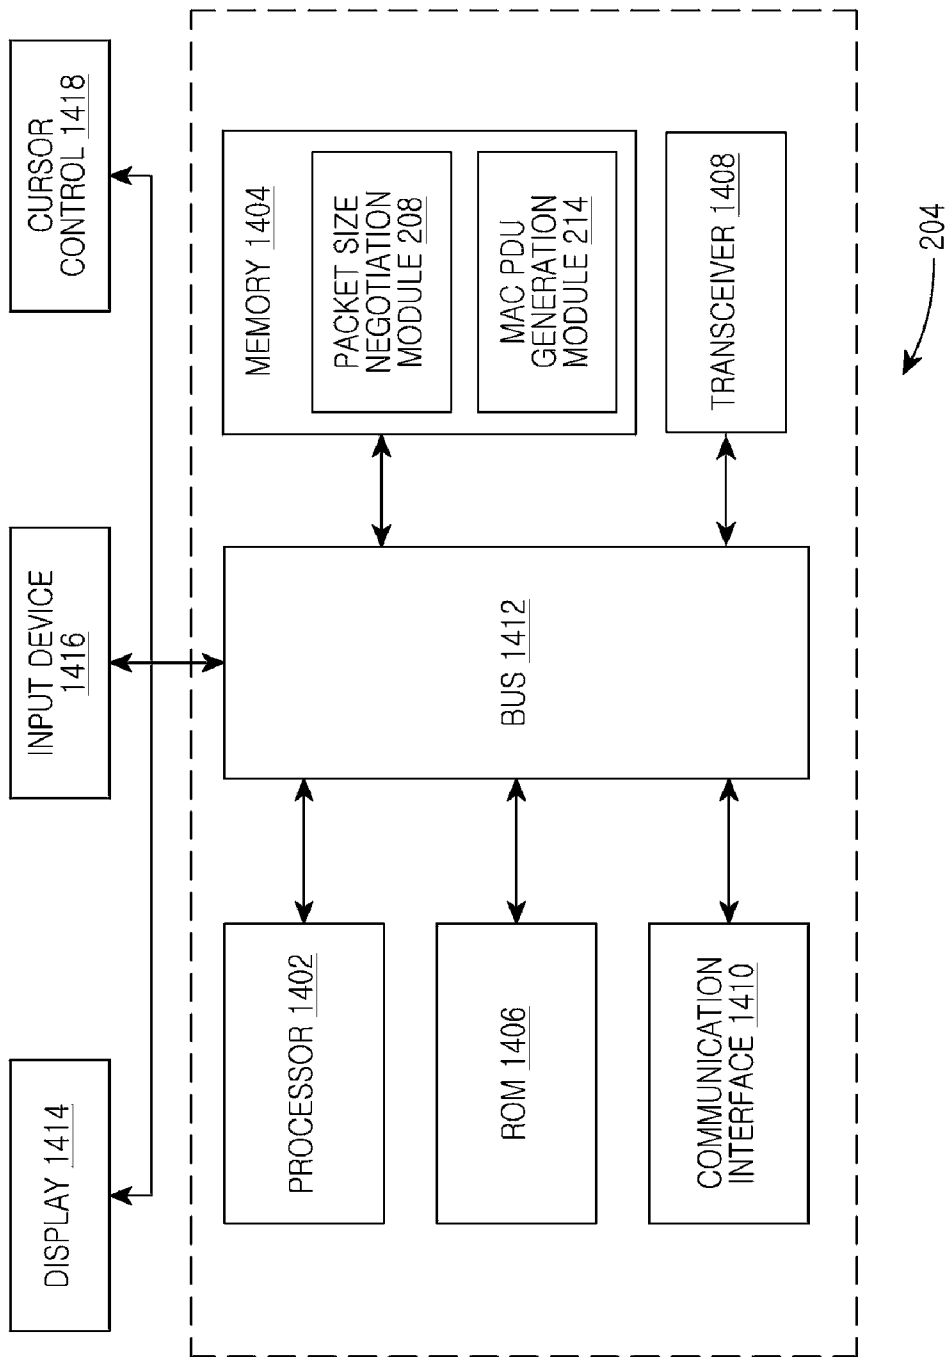 DISPLAY 1414
INPUT DEVICE
1416
CURSOR
CONTROL 1418
PROCESSOR 1402
ROM 1406
COMMUNICATION
INTERFACE 1410
BUS 1412
MEMORY 1404
PACKET SIZE
NEGOTIATION
MODULE 208
MAC PDU
GENERATION
MODULE 214
TRANSCEIVER 1408
204